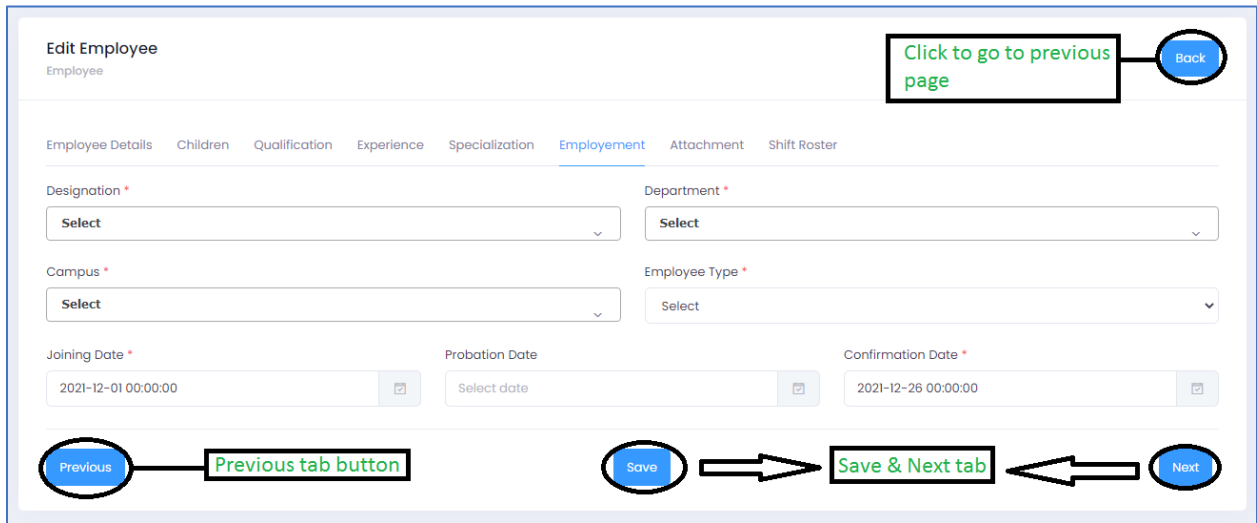 Edit Employee
Employee
Click to go to previous
page
Back
Employee Details Children Qualification Experience Specialization Employement Attachment Shift Roster
Designation * Department *
Select Select
Campus * Employee Type *
Select Select
Joining Date * Probation Date Confirmation Date *
2021-12-01 00:00:00 Select date 2021-12-26 00:00:00
Previous Previous tab button Save Save & Next tab Next